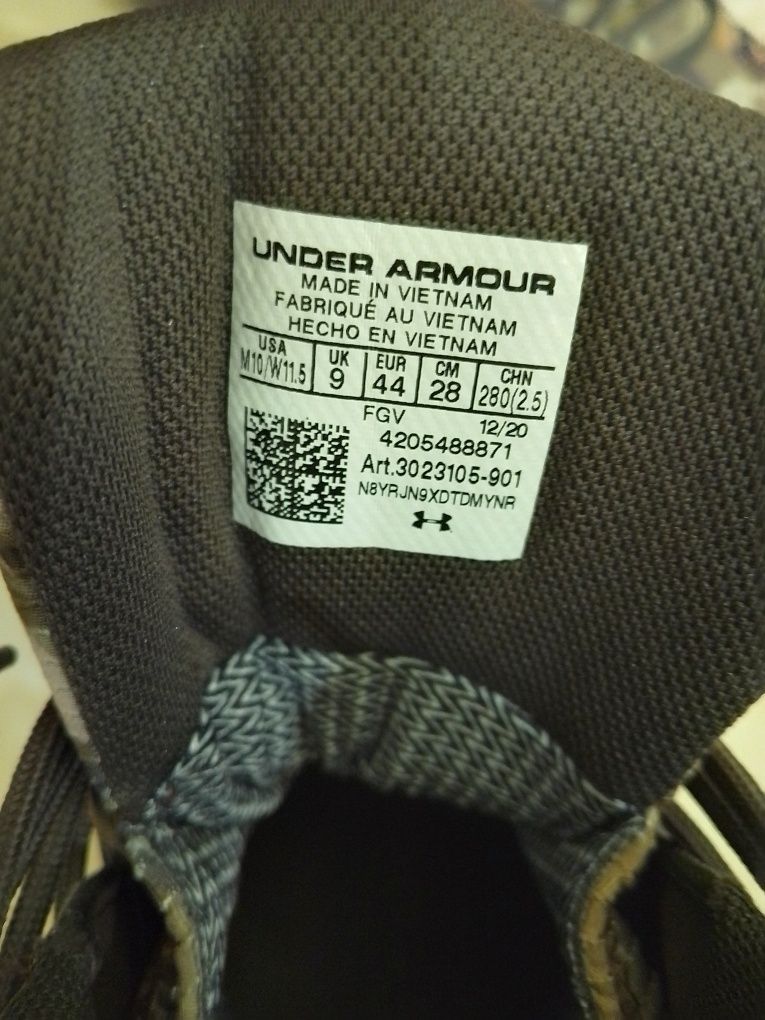 UNDER ARMOUR
MADE IN VIETNAM
FABRIQUÉ AU VIETNAM
HECHO EN VIETNAM
USA UK EUR CM CHN
M10/W11.5 9 44 28 280(2.5)
FGV 12/20
4205488871
Art.3023105-901
N8YRJN9XDTDMYNR